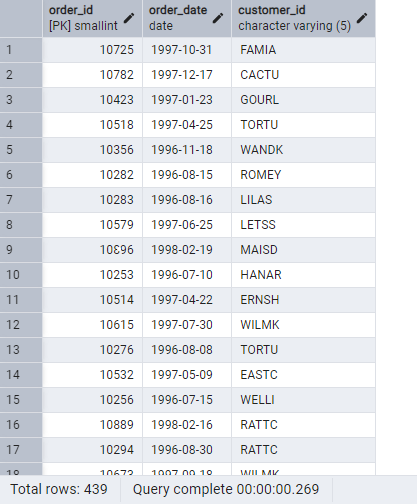 order_id order_date customer_id
[PK] smallint date character varying (5)
1 10725 1997-10-31 FAMIA
2 10782 1997-12-17 CACTU
3 10423 1997-01-23 GOURL
4 10518 1997-04-25 TORTU
5 10356 1996-11-18 WANDK
6 10282 1996-08-15 ROMEY
7 10283 1996-08-16 LILAS
8 10579 1997-06-25 LETSS
9 10896 1998-02-19 MAISD
10 10253 1996-07-10 HANAR
11 10514 1997-04-22 ERNSH
12 10615 1997-07-30 WILMK
13 10276 1996-08-08 TORTU
14 10532 1997-05-09 EASTC
15 10256 1996-07-15 WELLI
16 10889 1998-02-16 RATTC
17 10294 1996-08-30 RATTC
18 10673 1997-09-18 WILMK
Total rows: 439 Query complete 00:00:00.269